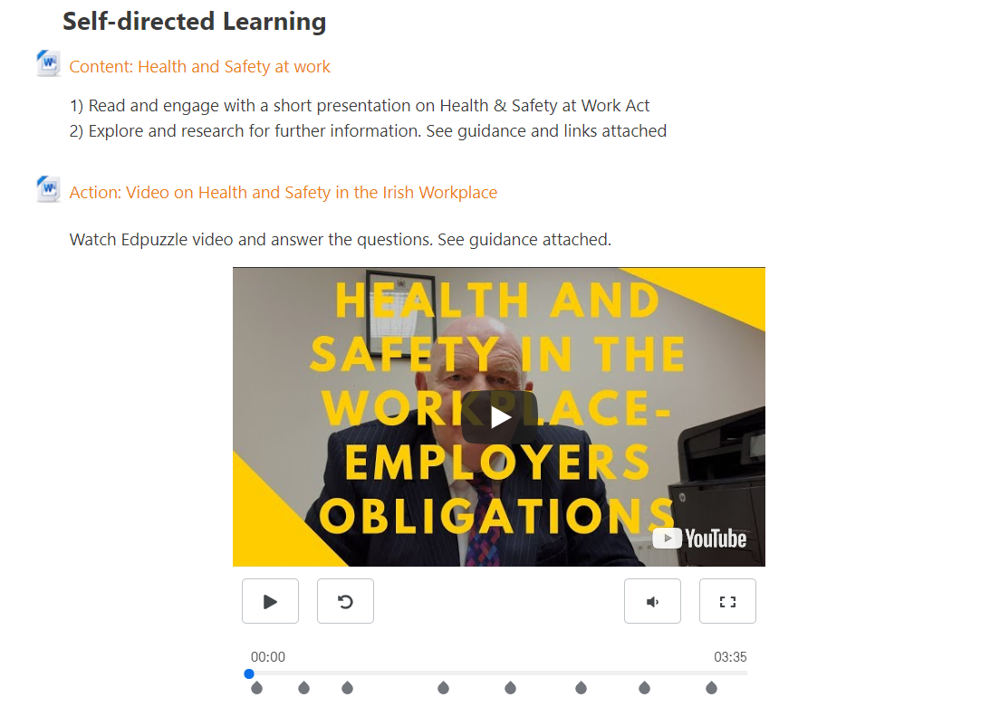 Self-directed Learning
Content: Health and Safety at work
1) Read and engage with a short presentation on Health & Safety at Work Act
2) Explore and research for further information. See guidance and links attached
Action: Video on Health and Safety in the Irish Workplace
Watch Edpuzzle video and answer the questions. See guidance attached.
HEALTH AND
SAFETY IN THE
WORKPLACE-
EMPLOYERS
OBLIGATIONS
YouTube
00:00 03:35